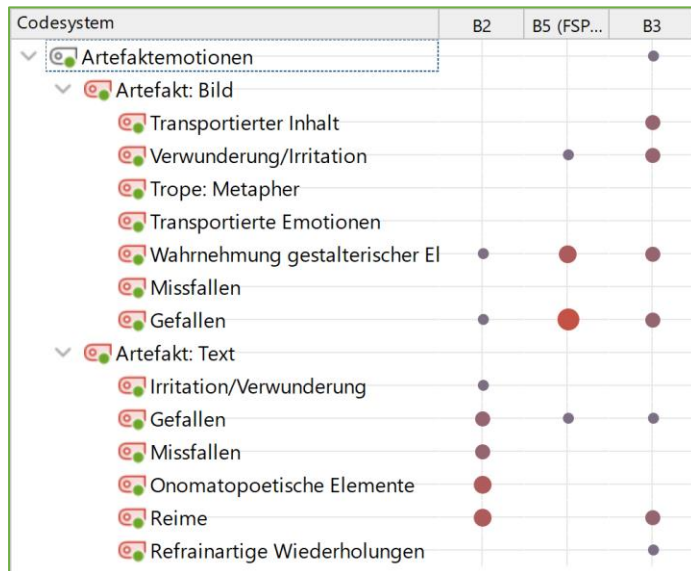 Codesystem B2 B5 (FSP... B3
Artefaktemotionen
Artefakt: Bild
Transportierter Inhalt
Verwunderung/Irritation
Trope: Metapher
Transportierte Emotionen
Wahrnehmung gestalterischer El
Missfallen
Gefallen
Artefakt: Text
Irritation/Verwunderung
Gefallen
Missfallen
Onomatopoetische Elemente
Reime
Refrainartige Wiederholungen